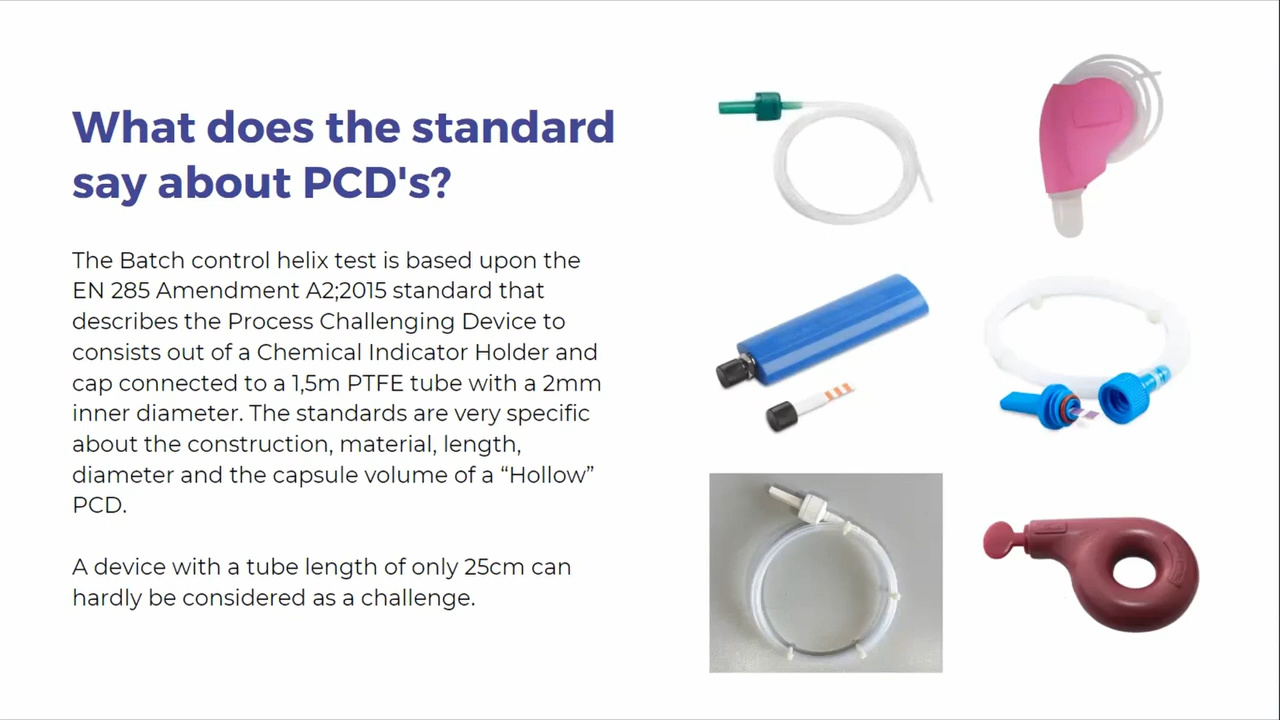 What does the standard
say about PCD's?
The Batch control helix test is based upon the
EN 285 Amendment A2;2015 standard that
describes the Process Challenging Device to
consists out of a Chemical Indicator Holder and
cap connected to a 1,5m PTFE tube with a 2mm
inner diameter. The standards are very specific
about the construction, material, length,
diameter and the capsule volume of a “Hollow”
PCD.
A device with a tube length of only 25cm can
hardly be considered as a challenge.